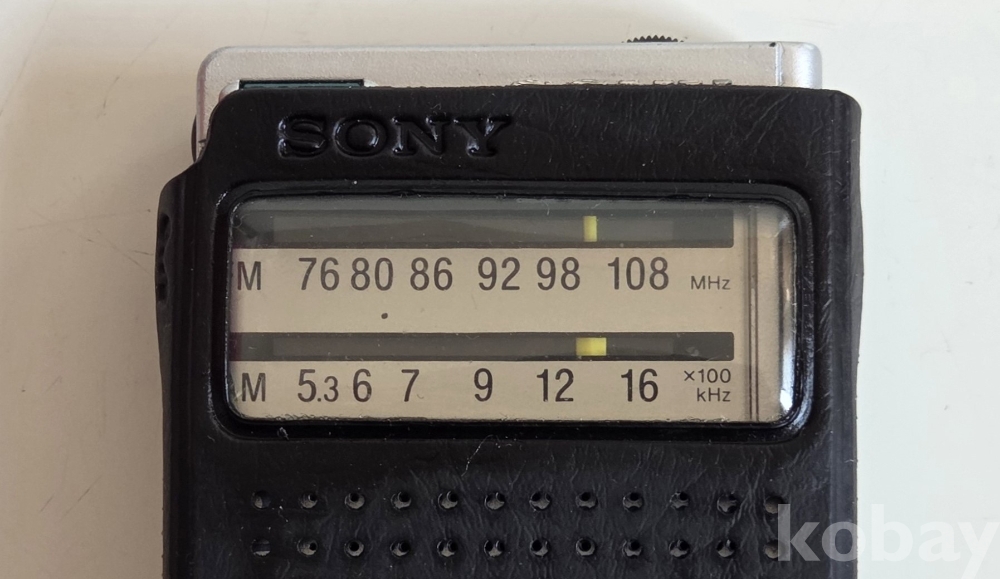 SONY
M 76 80 86 92 98 108 MHz
M 5.3 6 7 9 12 16 ×100 kHz
kobay